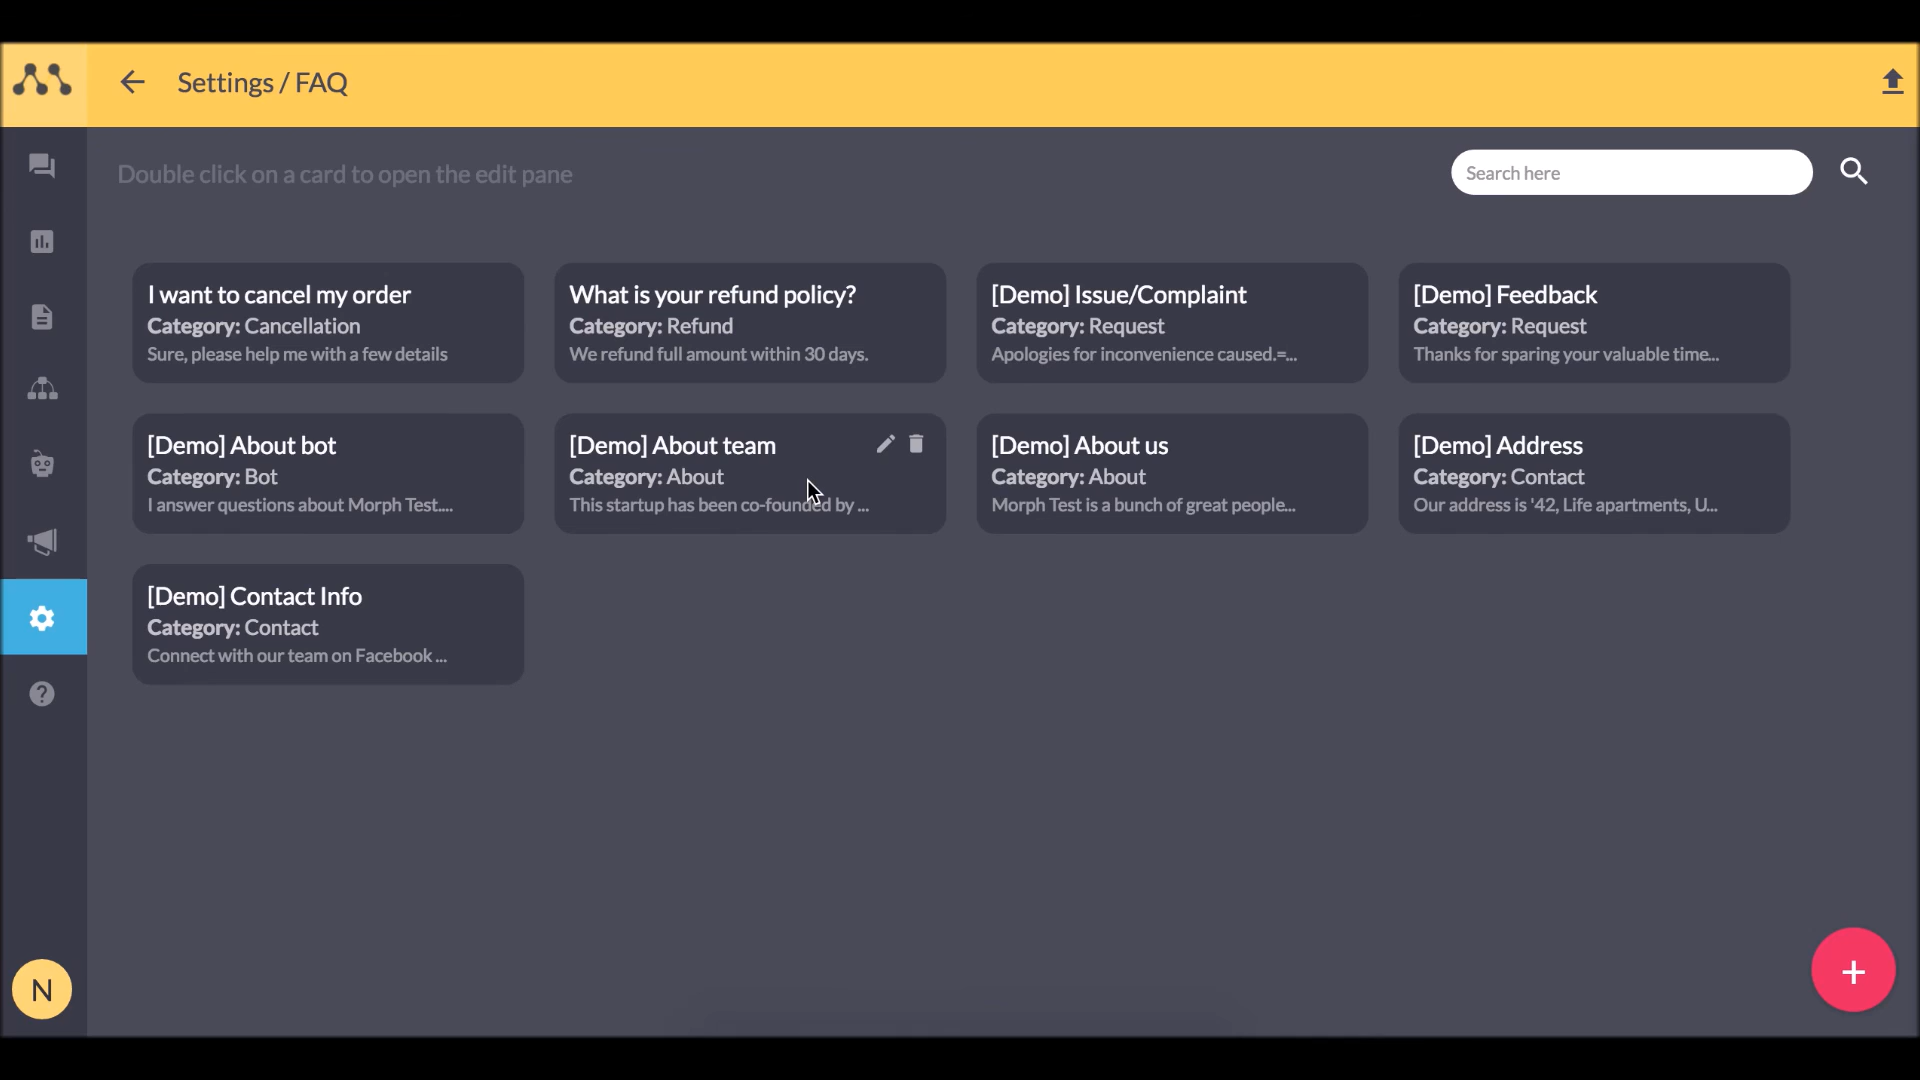 Settings / FAQ
Double click on a card to open the edit pane
Search here
I want to cancel my order
Category: Cancellation
Sure, please help me with a few details
What is your refund policy?
Category: Refund
We refund full amount within 30 days.
[Demo] Issue/Complaint
Category: Request
Apologies for inconvenience caused.=...
[Demo] Feedback
Category: Request
Thanks for sparing your valuable time...
[Demo] About bot
Category: Bot
I answer questions about Morph Test....
[Demo] About team
Category: About
This startup has been co-founded by ...
[Demo] About us
Category: About
Morph Test is a bunch of great people...
[Demo] Address
Category: Contact
Our address is '42, Life apartments, U...
[Demo] Contact Info
Category: Contact
Connect with our team on Facebook ...
N